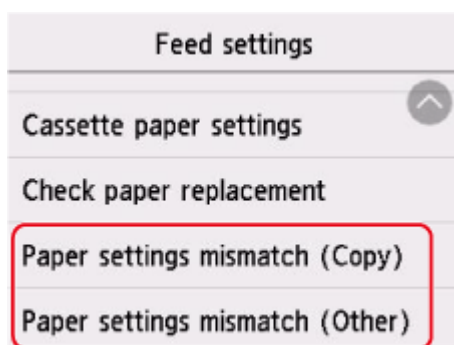 Feed settings
Cassette paper settings
Check paper replacement
Paper settings mismatch (Copy)
Paper settings mismatch (Other)